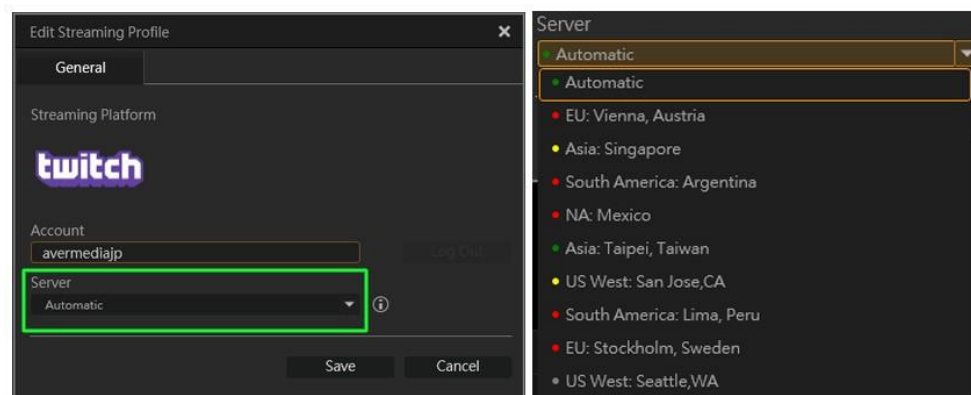 Edit Streaming Profile
General
Streaming Platform
twitch
Account
avermediajp
Log Out
Server
Automatic
Save
Cancel
Server
Automatic
Automatic
EU: Vienna, Austria
Asia: Singapore
South America: Argentina
NA: Mexico
Asia: Taipei, Taiwan
US West: San Jose,CA
South America: Lima, Peru
EU: Stockholm, Sweden
US West: Seattle,WA